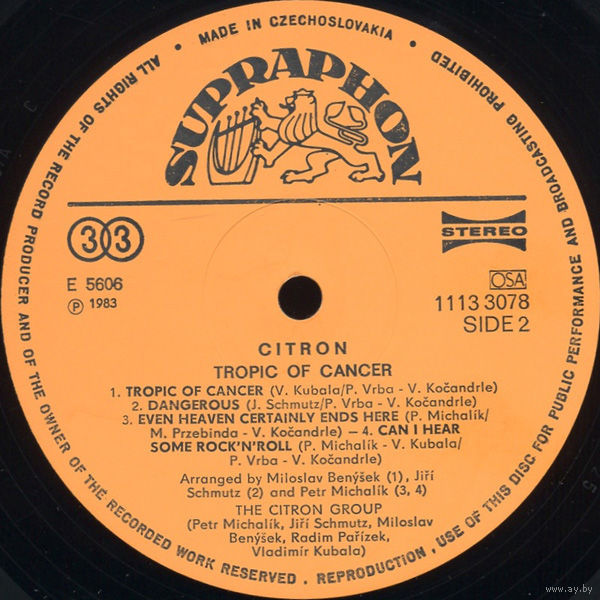 ALL RIGHTS OF THE RECORD PRODUCER AND OF THE OWNER OF THE RECORDED WORK RESERVED . REPRODUCTION , USE OF THIS DISC FOR PUBLIC PERFORMANCE AND BROADCASTING PROHIBITED
• MADE IN CZECHOSLOVAKIA •
SUPRAPHON
33
STEREO
E 5606
℗ 1983
OSA
1113 3078
SIDE 2
CITRON
TROPIC OF CANCER
1. TROPIC OF CANCER (V. Kubala/P. Vrba - V. Kočandrle)
2. DANGEROUS (J. Schmutz/P. Vrba - V. Kočandrle)
3. EVEN HEAVEN CERTAINLY ENDS HERE (P. Michalík/
M. Przebinda - V. Kočandrle) — 4. CAN I HEAR
SOME ROCK'N'ROLL (P. Michalík - V. Kubala/
P. Vrba - V. Kočandrle)
Arranged by Miloslav Benýšek (1), Jiří
Schmutz (2) and Petr Michalík (3, 4)
THE CITRON GROUP
(Petr Michalík, Jiří Schmutz, Miloslav
Benýšek, Radim Pařízek,
Vladimír Kubala)
www.ay.by